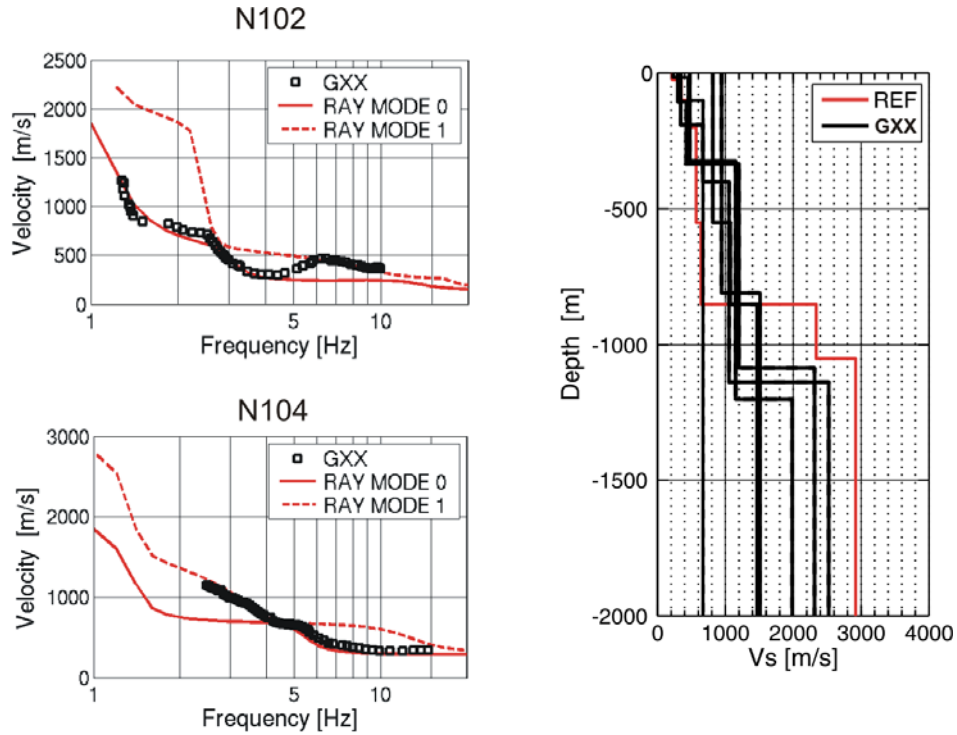 N102
2500
2000
1500
1000
500
0
Velocity [m/s]
GXX
RAY MODE 0
RAY MODE 1
1
5
10
Frequency [Hz]
N104
3000
2000
1000
0
Velocity [m/s]
GXX
RAY MODE 0
RAY MODE 1
1
5
10
Frequency [Hz]
0
-500
-1000
-1500
-2000
Depth [m]
REF
GXX
0
1000
2000
3000
4000
Vs [m/s]